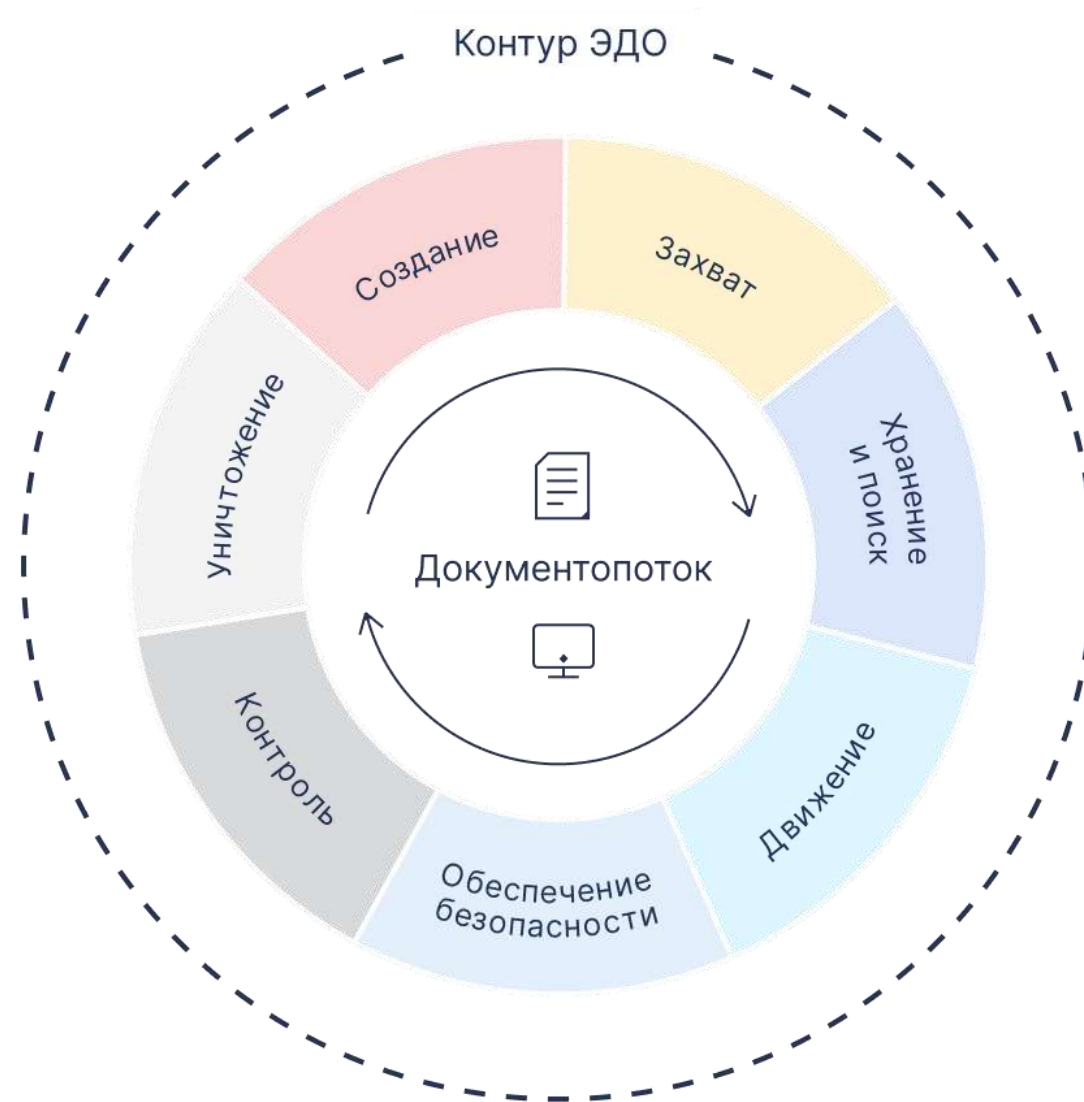 Контур ЭДО
Создание
Захват
Хранение
и поиск
Движение
Обеспечение
безопасности
Контроль
Уничтожение
Документопоток